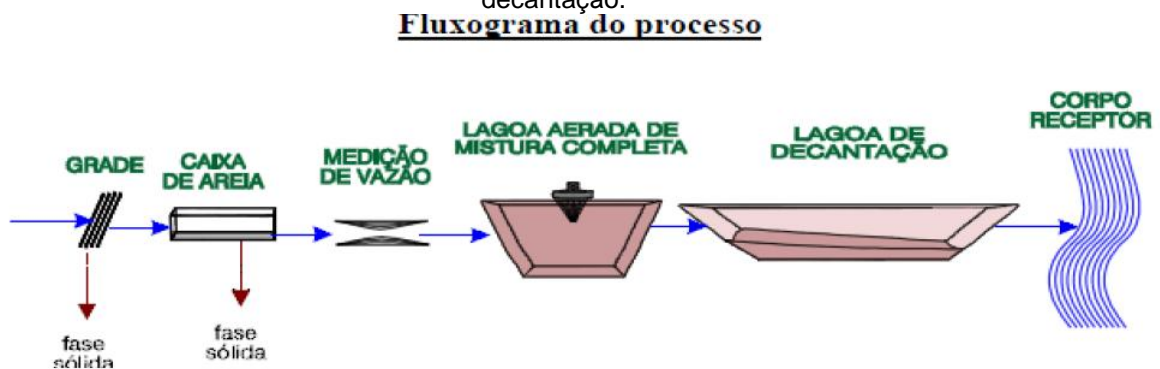 decantação.
Fluxograma do processo
GRADE
CAIXA
DE AREIA
MEDIÇÃO
DE VAZÃO
LAGOA AERADA DE
MISTURA COMPLETA
LAGOA DE
DECANTAÇÃO
CORPO
RECEPTOR
fase
sólida
fase
sólida